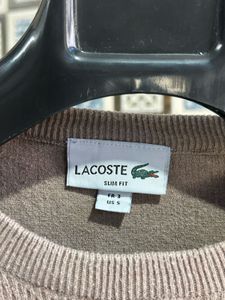 LACOSTE
SLIM FIT
FR 3
US S